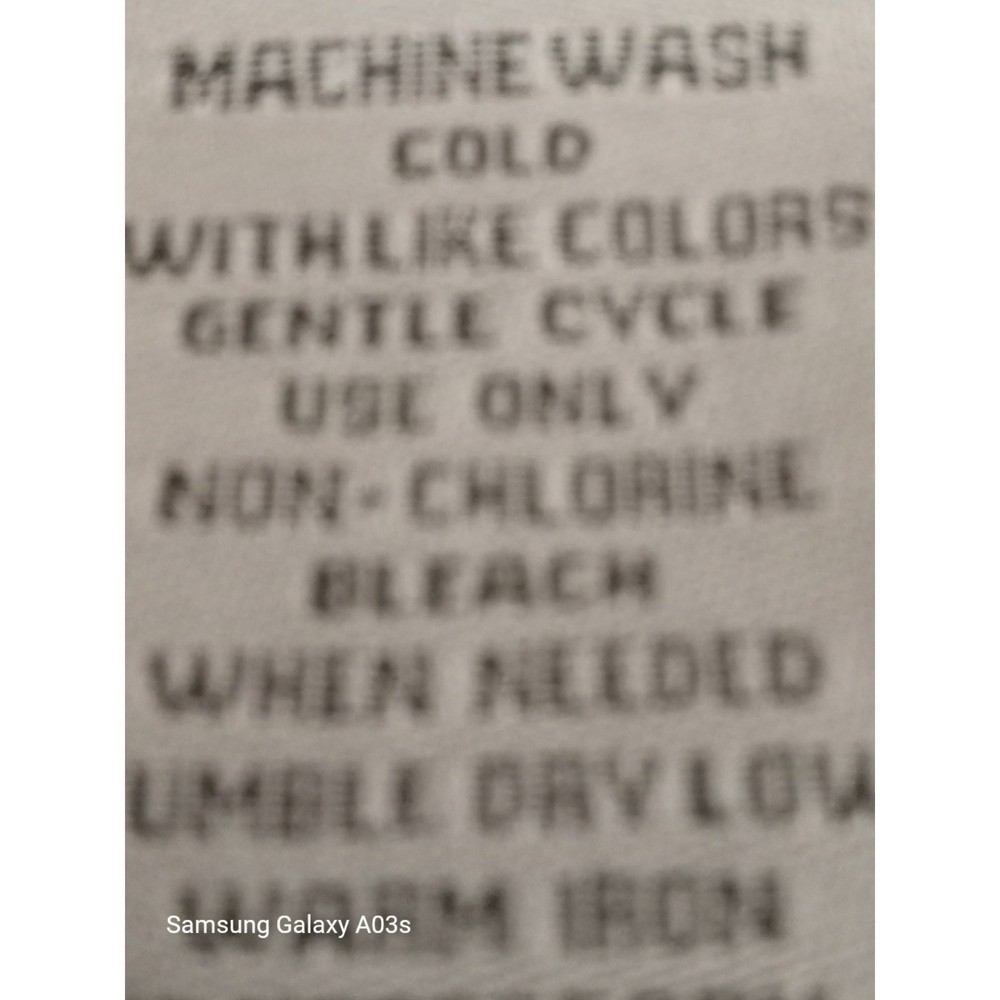 MACHINE WASH
COLD
WITH LIKE COLORS
GENTLE CYCLE
USE ONLY
NON-CHLORINE
BLEACH
WHEN NEEDED
UMBLE DRY LOW
WARM IRON
Samsung Galaxy A03s